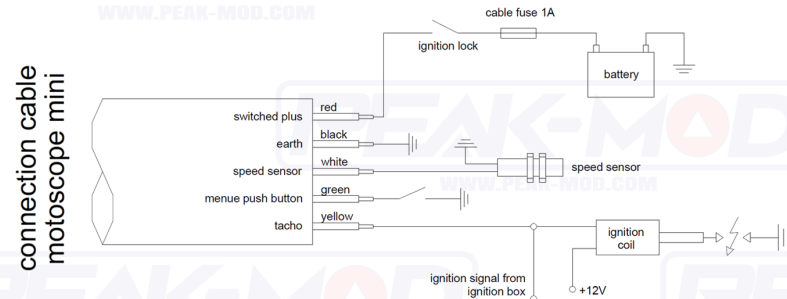 WWW.PEAK-MOD.COM
cable fuse 1A
ignition lock
battery
connection cable
motoscope mini
PEAK-MOD
switched plus
red
earth
black
speed sensor
white
speed sensor
WWW.PEAK-MOD.COM
menue push button
green
tacho
yellow
ignition
coil
ignition signal from
ignition box
+12V